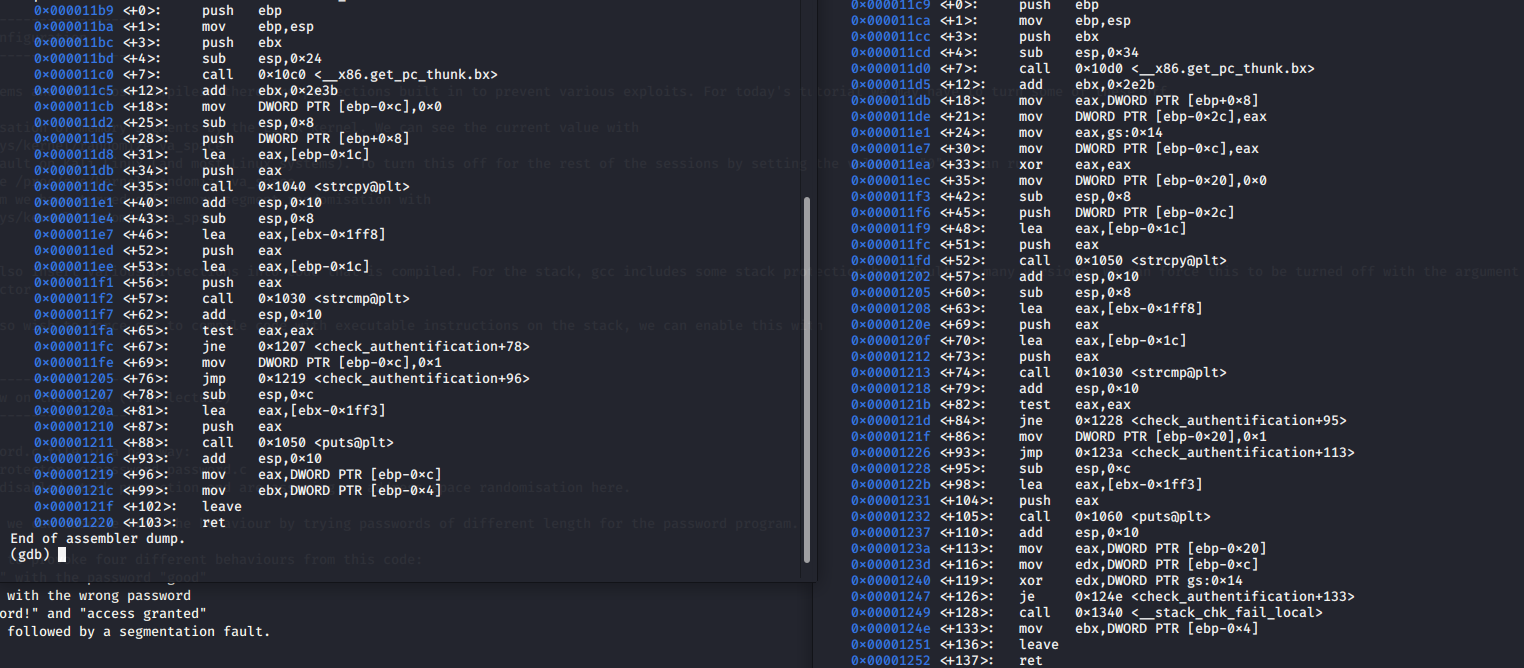 0x000011b9 <+0>: push ebp
0x000011ba <+1>: mov ebp,esp
0x000011bc <+3>: push ebx
0x000011bd <+4>: sub esp,0x24
0x000011c0 <+7>: call 0x10c0 <__x86.get_pc_thunk.bx>
0x000011c5 <+12>: add ebx,0x2e3b
0x000011cb <+18>: mov DWORD PTR [ebp-0xc],0x0
0x000011d2 <+25>: sub esp,0x8
0x000011d5 <+28>: push DWORD PTR [ebp+0x8]
0x000011d8 <+31>: lea eax,[ebp-0x1c]
0x000011db <+34>: push eax
0x000011dc <+35>: call 0x1040 <strcpy@plt>
0x000011e1 <+40>: add esp,0x10
0x000011e4 <+43>: sub esp,0x8
0x000011e7 <+46>: lea eax,[ebx-0x1ff8]
0x000011ed <+52>: push eax
0x000011ee <+53>: lea eax,[ebp-0x1c]
0x000011f1 <+56>: push eax
0x000011f2 <+57>: call 0x1030 <strcmp@plt>
0x000011f7 <+62>: add esp,0x10
0x000011fa <+65>: test eax,eax
0x000011fc <+67>: jne 0x1207 <check_authentification+78>
0x000011fe <+69>: mov DWORD PTR [ebp-0xc],0x1
0x00001205 <+76>: jmp 0x1219 <check_authentification+96>
0x00001207 <+78>: sub esp,0xc
0x0000120a <+81>: lea eax,[ebx-0x1ff3]
0x00001210 <+87>: push eax
0x00001211 <+88>: call 0x1050 <puts@plt>
0x00001216 <+93>: add esp,0x10
0x00001219 <+96>: mov eax,DWORD PTR [ebp-0xc]
0x0000121c <+99>: mov ebx,DWORD PTR [ebp-0x4]
0x0000121f <+102>: leave
0x00001220 <+103>: ret
End of assembler dump.
(gdb)
" with the password "good"
with the wrong password
ord!" and "access granted"
followed by a segmentation fault.
0x000011c9 <+0>: push ebp
0x000011ca <+1>: mov ebp,esp
0x000011cc <+3>: push ebx
0x000011cd <+4>: sub esp,0x34
0x000011d0 <+7>: call 0x10d0 <__x86.get_pc_thunk.bx>
0x000011d5 <+12>: add ebx,0x2e2b
0x000011db <+18>: mov eax,DWORD PTR [ebp+0x8]
0x000011de <+21>: mov DWORD PTR [ebp-0x2c],eax
0x000011e1 <+24>: mov eax,gs:0x14
0x000011e7 <+30>: mov DWORD PTR [ebp-0xc],eax
0x000011ea <+33>: xor eax,eax
0x000011ec <+35>: mov DWORD PTR [ebp-0x20],0x0
0x000011f3 <+42>: sub esp,0x8
0x000011f6 <+45>: push DWORD PTR [ebp-0x2c]
0x000011f9 <+48>: lea eax,[ebp-0x1c]
0x000011fc <+51>: push eax
0x000011fd <+52>: call 0x1050 <strcpy@plt>
0x00001202 <+57>: add esp,0x10
0x00001205 <+60>: sub esp,0x8
0x00001208 <+63>: lea eax,[ebx-0x1ff8]
0x0000120e <+69>: push eax
0x0000120f <+70>: lea eax,[ebp-0x1c]
0x00001212 <+73>: push eax
0x00001213 <+74>: call 0x1030 <strcmp@plt>
0x00001218 <+79>: add esp,0x10
0x0000121b <+82>: test eax,eax
0x0000121d <+84>: jne 0x1228 <check_authentification+95>
0x0000121f <+86>: mov DWORD PTR [ebp-0x20],0x1
0x00001226 <+93>: jmp 0x123a <check_authentification+113>
0x00001228 <+95>: sub esp,0xc
0x0000122b <+98>: lea eax,[ebx-0x1ff3]
0x00001231 <+104>: push eax
0x00001232 <+105>: call 0x1060 <puts@plt>
0x00001237 <+110>: add esp,0x10
0x0000123a <+113>: mov eax,DWORD PTR [ebp-0x20]
0x0000123d <+116>: mov edx,DWORD PTR [ebp-0xc]
0x00001240 <+119>: xor edx,DWORD PTR gs:0x14
0x00001247 <+126>: je 0x124e <check_authentification+133>
0x00001249 <+128>: call 0x1340 <__stack_chk_fail_local>
0x0000124e <+133>: mov ebx,DWORD PTR [ebp-0x4]
0x00001251 <+136>: leave
0x00001252 <+137>: ret